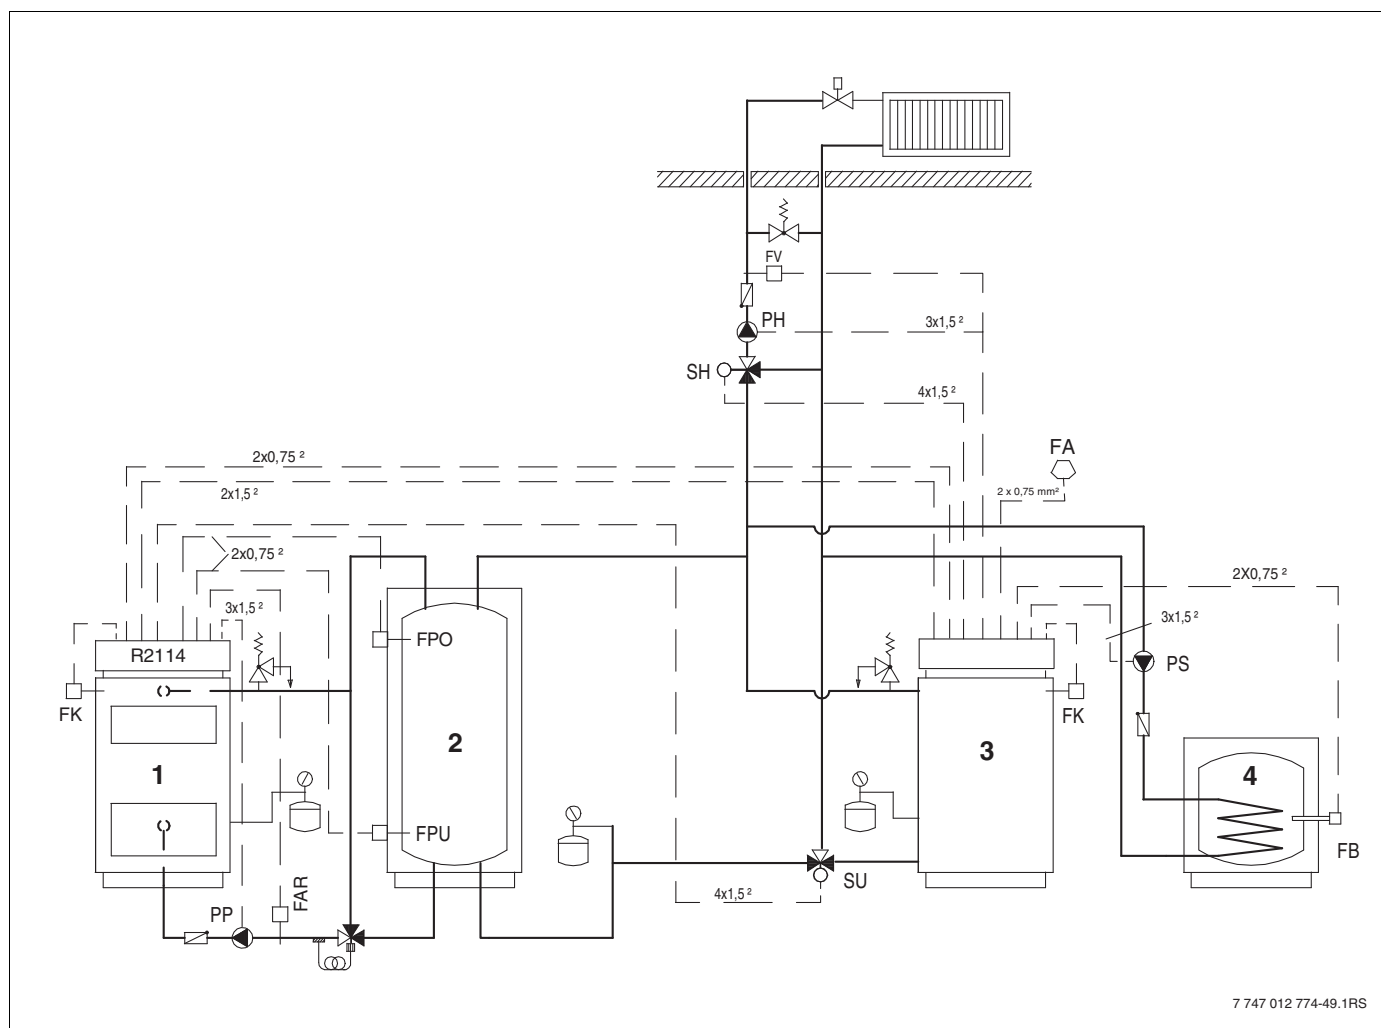 FV
PH
3x1,5 ²
SH
4x1,5 ²
FA
2x0,75 ²
2x1,5 ²
2 x 0,75 mm²
2x0,75 ²
2X0,75 ²
3x1,5 ²
3x1,5 ²
R2114
FPO
PS
FK
FK
1
2
3
4
FPU
FB
SU
FAR
4x1,5 ²
PP
7 747 012 774-49.1RS